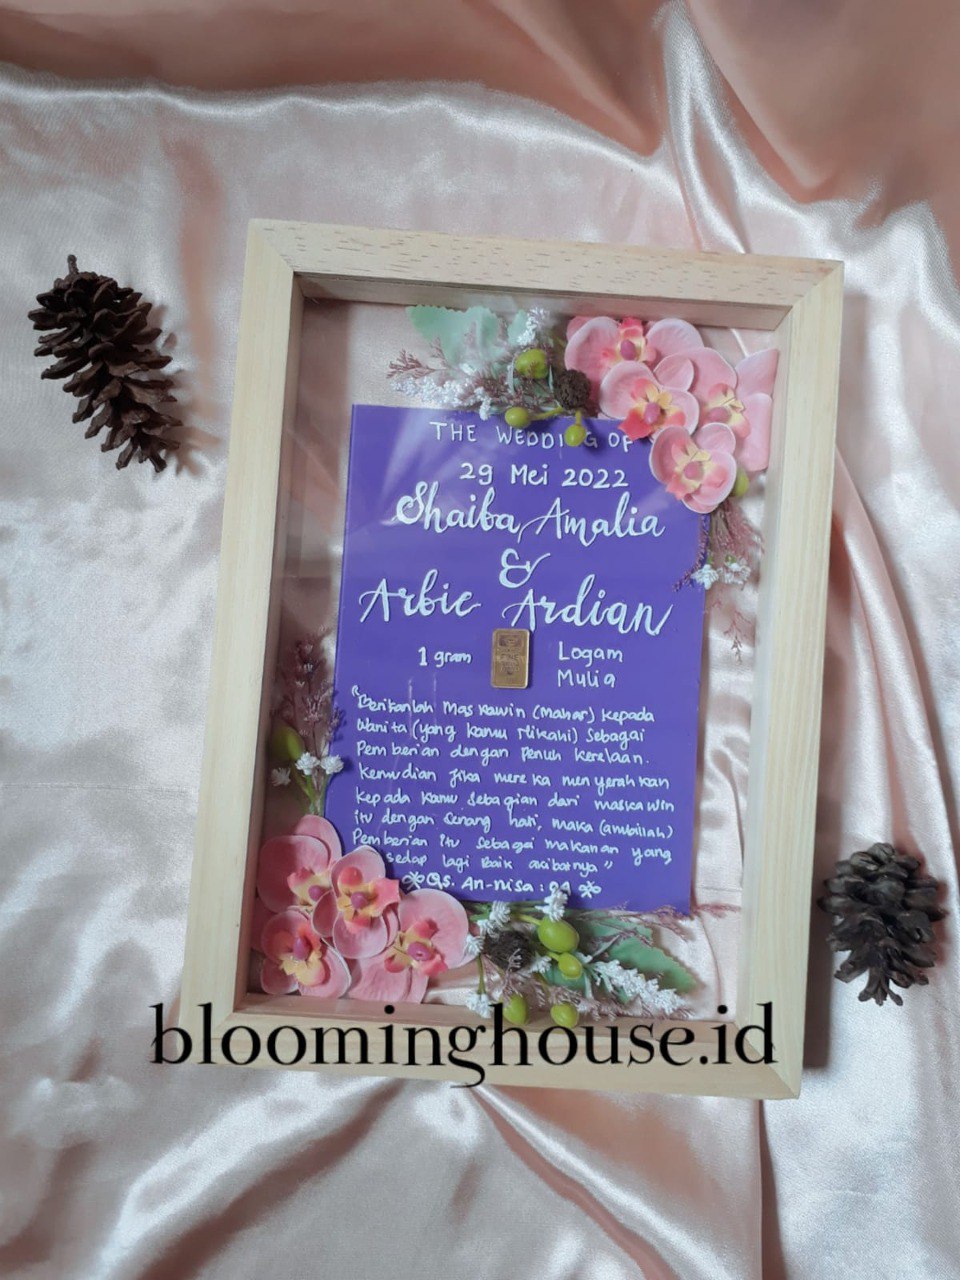 THE WEDDING OF
29 Mei 2022
Shaiba Amalia
&
Arbie Ardian
1 gram
Logam
Mulia
"Berikanlah Mas Kawin (Mahar) kepada
Wanita (yang kamu Nikahi) Sebagai
Pemberian dengan penuh kerelaan.
kemudian Jika mereka menyerahkan
kepada kamu sebagian dari maskawin
itu dengan senang hati, maka (ambillah)
Pemberian itu sebagai makanan yang
sedap lagi Baik akibatnya"
Qs. An-nisa :
bloominghouse.id